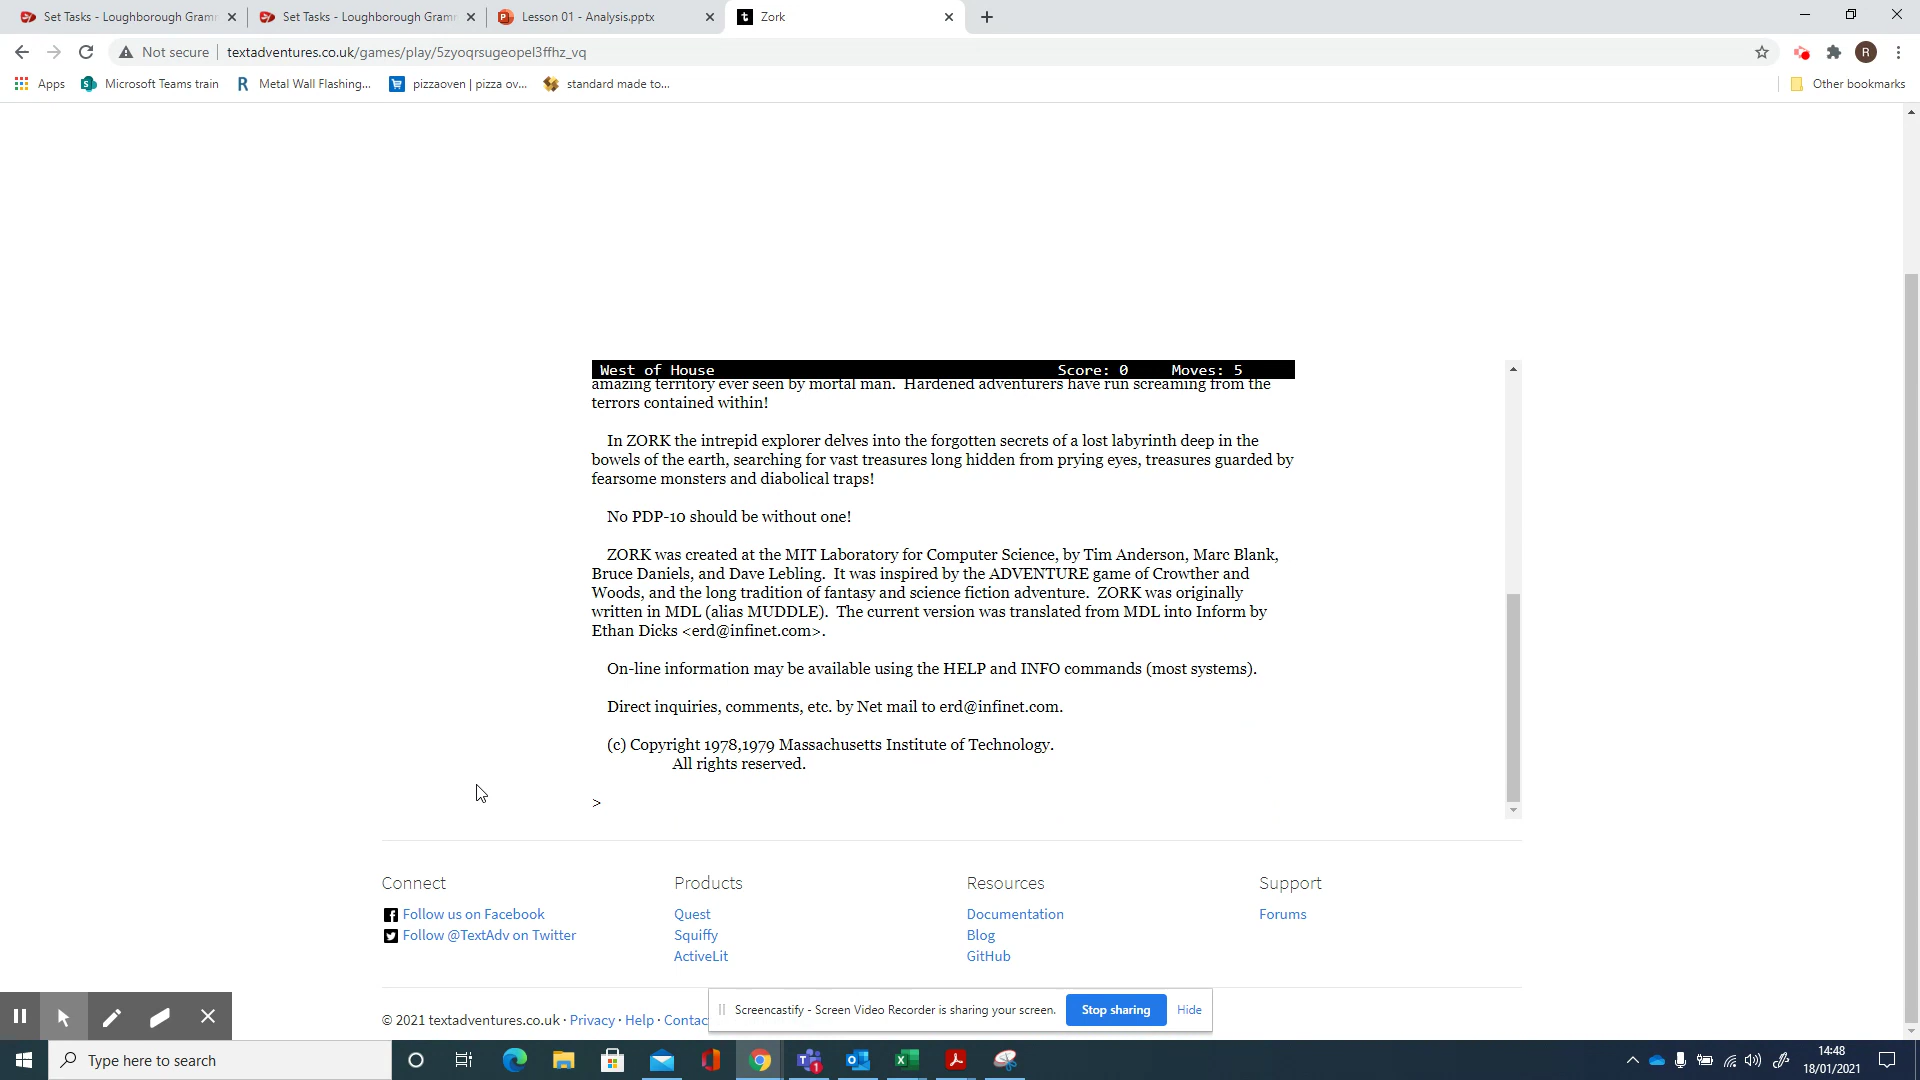 Set Tasks - Loughborough Gramm
Set Tasks - Loughborough Gramm
Lesson 01 - Analysis.pptx
Zork
Not secure
textadventures.co.uk/games/play/5zyoqrsugeopel3ffhz_vq
R
Apps
Microsoft Teams train
Metal Wall Flashing...
pizzaoven | pizza ov...
standard made to...
Other bookmarks
West of House Score: 0 Moves: 5
amazing territory ever seen by mortal man. Hardened adventurers have run screaming from the
terrors contained within!
In ZORK the intrepid explorer delves into the forgotten secrets of a lost labyrinth deep in the
bowels of the earth, searching for vast treasures long hidden from prying eyes, treasures guarded by
fearsome monsters and diabolical traps!
No PDP-10 should be without one!
ZORK was created at the MIT Laboratory for Computer Science, by Tim Anderson, Marc Blank,
Bruce Daniels, and Dave Lebling. It was inspired by the ADVENTURE game of Crowther and
Woods, and the long tradition of fantasy and science fiction adventure. ZORK was originally
written in MDL (alias MUDDLE). The current version was translated from MDL into Inform by
Ethan Dicks <erd@infinet.com>.
On-line information may be available using the HELP and INFO commands (most systems).
Direct inquiries, comments, etc. by Net mail to erd@infinet.com.
(c) Copyright 1978,1979 Massachusetts Institute of Technology.
All rights reserved.
>
Connect Products Resources Support
Follow us on Facebook Quest Documentation Forums
Follow @TextAdv on Twitter Squiffy Blog
ActiveLit GitHub
© 2021 textadventures.co.uk · Privacy · Help · Contac
Screencastify - Screen Video Recorder is sharing your screen. Stop sharing Hide
Type here to search
14:48
18/01/2021